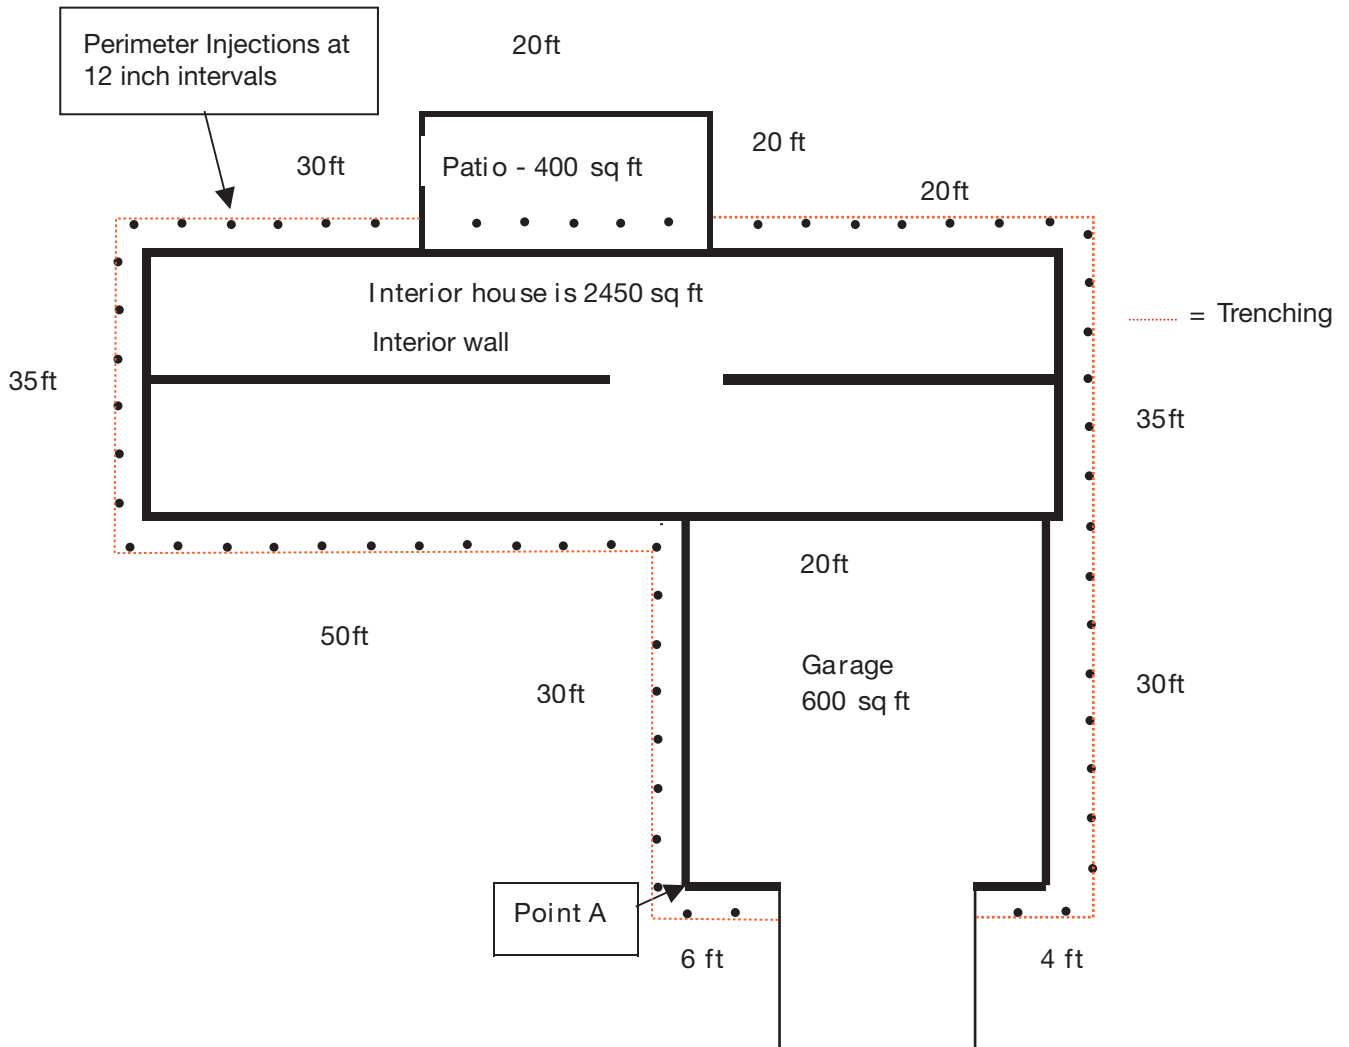 Perimeter Injections at
12 inch intervals
20ft
30ft
Patio - 400 sq ft
20 ft
20ft
Interior house is 2450 sq ft
Interior wall
= Trenching
35ft
35ft
20ft
50ft
Garage
600 sq ft
30ft
30ft
Point A
6 ft
4 ft